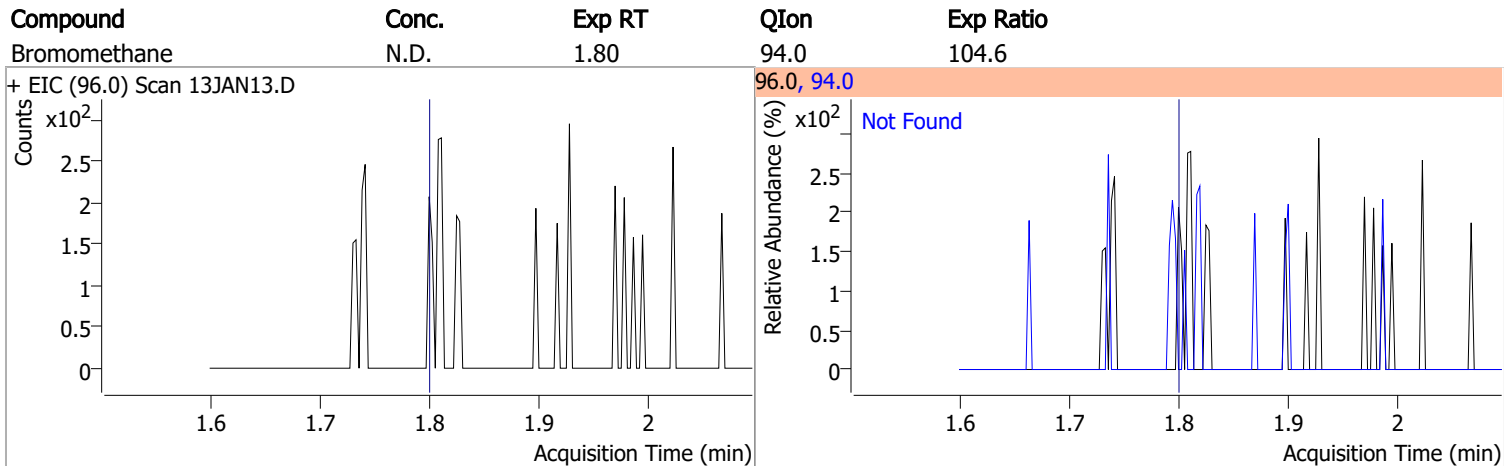 Compound Conc. Exp RT QIon Exp Ratio
Bromomethane N.D. 1.80 94.0 104.6
+ EIC (96.0) Scan 13JAN13.D
Counts
x10²
2.5
2
1.5
1
0.5
0
1.6 1.7 1.8 1.9 2
Acquisition Time (min)
96.0, 94.0
Relative Abundance (%)
x10²
Not Found
2.5
2
1.5
1
0.5
0
1.6 1.7 1.8 1.9 2
Acquisition Time (min)